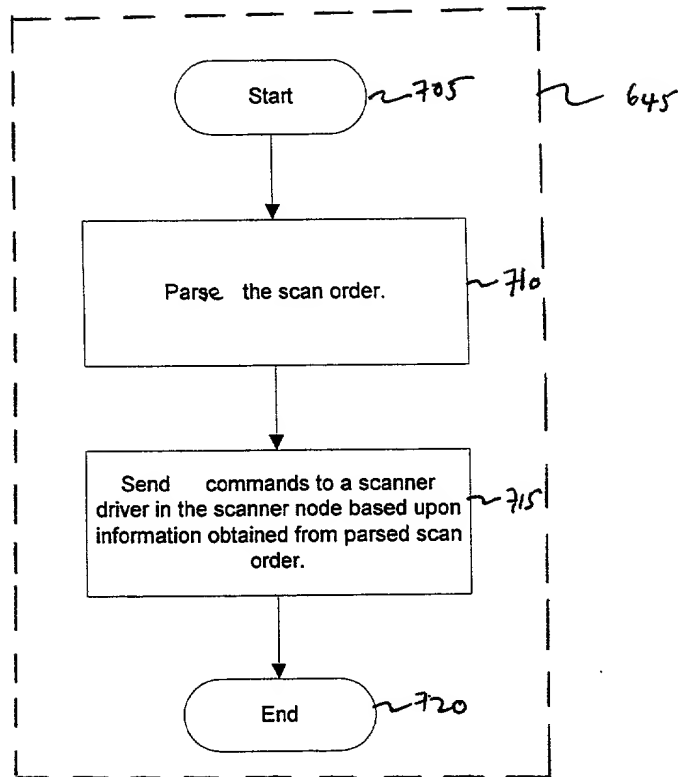 Start
705
645
Parse the scan order.
710
Send commands to a scanner
driver in the scanner node based upon
information obtained from parsed scan
order.
715
End
720